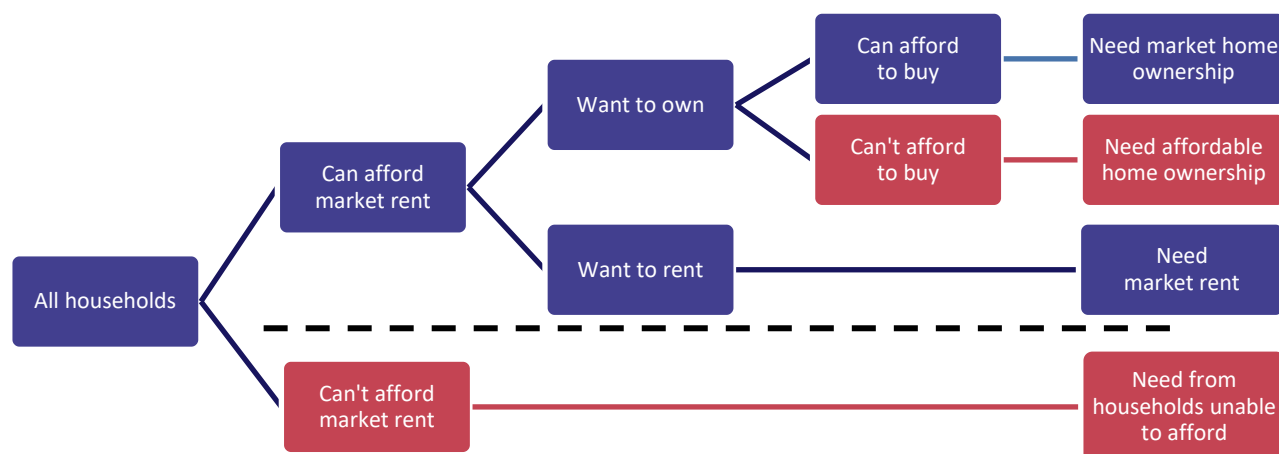 Can afford
to buy
Need market home
ownership
Want to own
Can't afford
to buy
Need affordable
home ownership
Can afford
market rent
Want to rent
Need
market rent
All households
Can't afford
market rent
Need from
households unable
to afford